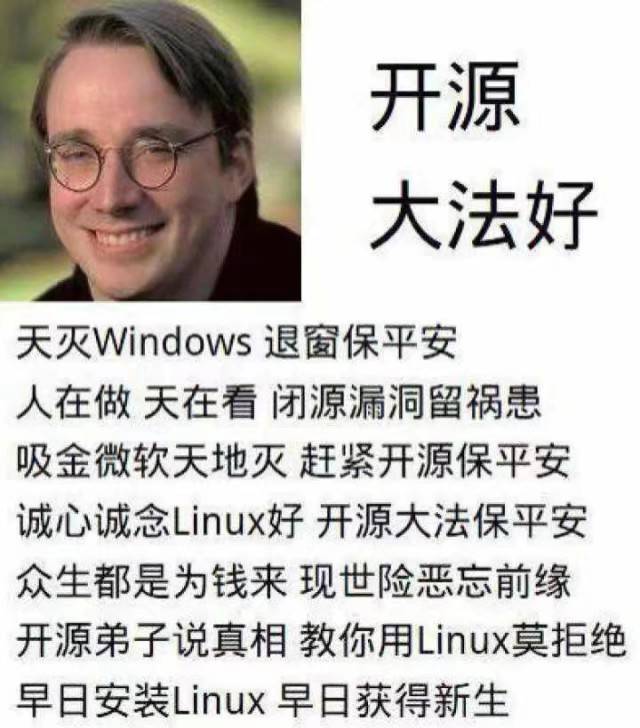 开源
大法好
天灭Windows 退窗保平安
人在做 天在看 闭源漏洞留祸患
吸金微软天地灭 赶紧开源保平安
诚心诚念Linux好 开源大法保平安
众生都是为钱来 现世险恶忘前缘
开源弟子说真相 教你用Linux莫拒绝
早日安装Linux 早日获得新生